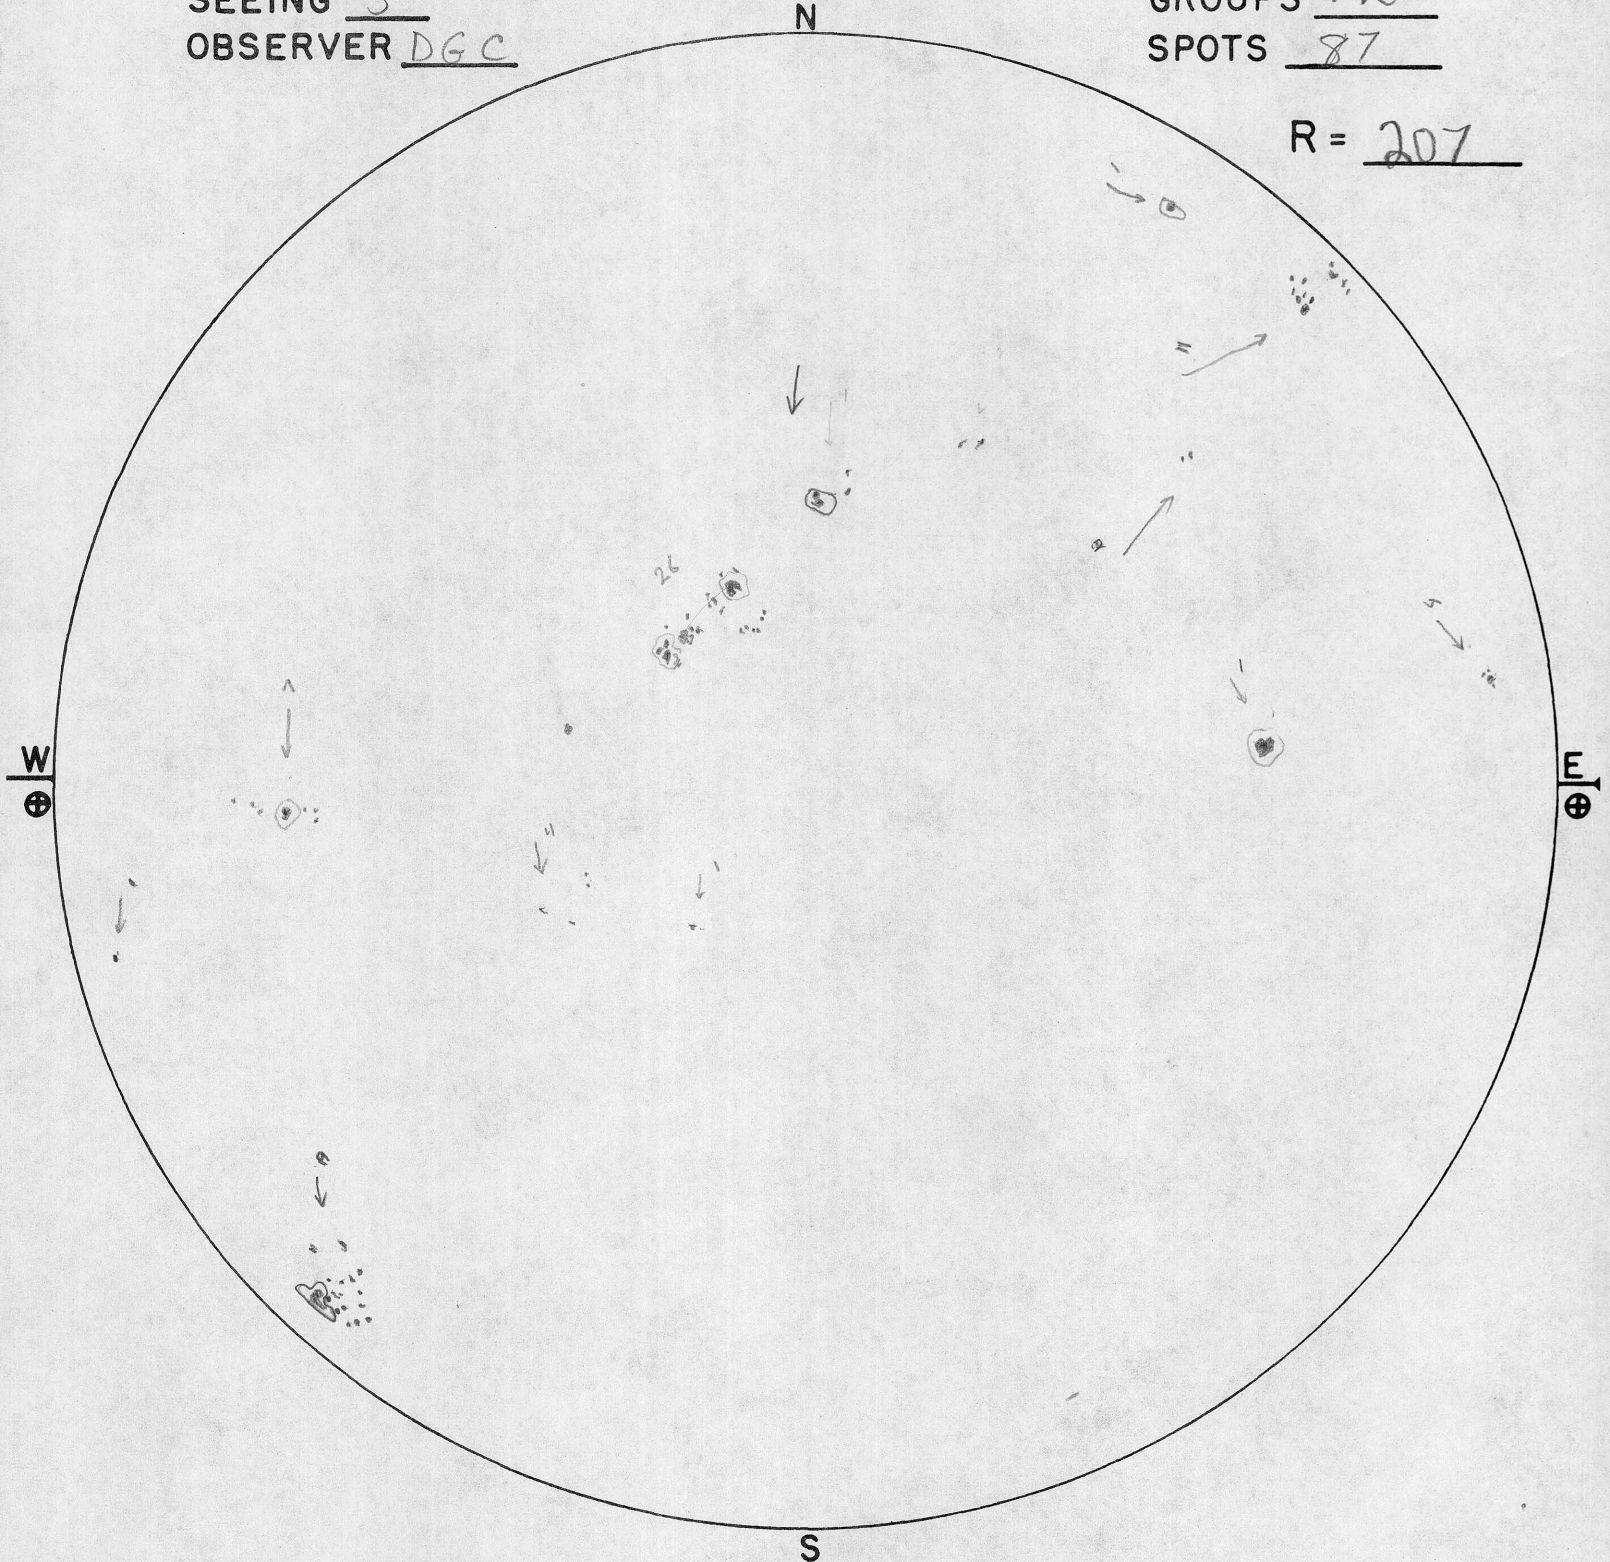 SEEING
OBSERVER DGC
N
GROUPS
SPOTS 87
R = 207
26
W
E
S